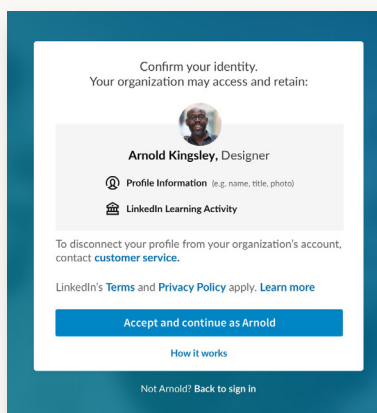 Confirm your identity.
Your organization may access and retain:
Arnold Kingsley, Designer
Profile Information (e.g. name, title, photo)
LinkedIn Learning Activity
To disconnect your profile from your organization's account,
contact customer service.
LinkedIn's Terms and Privacy Policy apply. Learn more
Accept and continue as Arnold
How it works
Not Arnold? Back to sign in